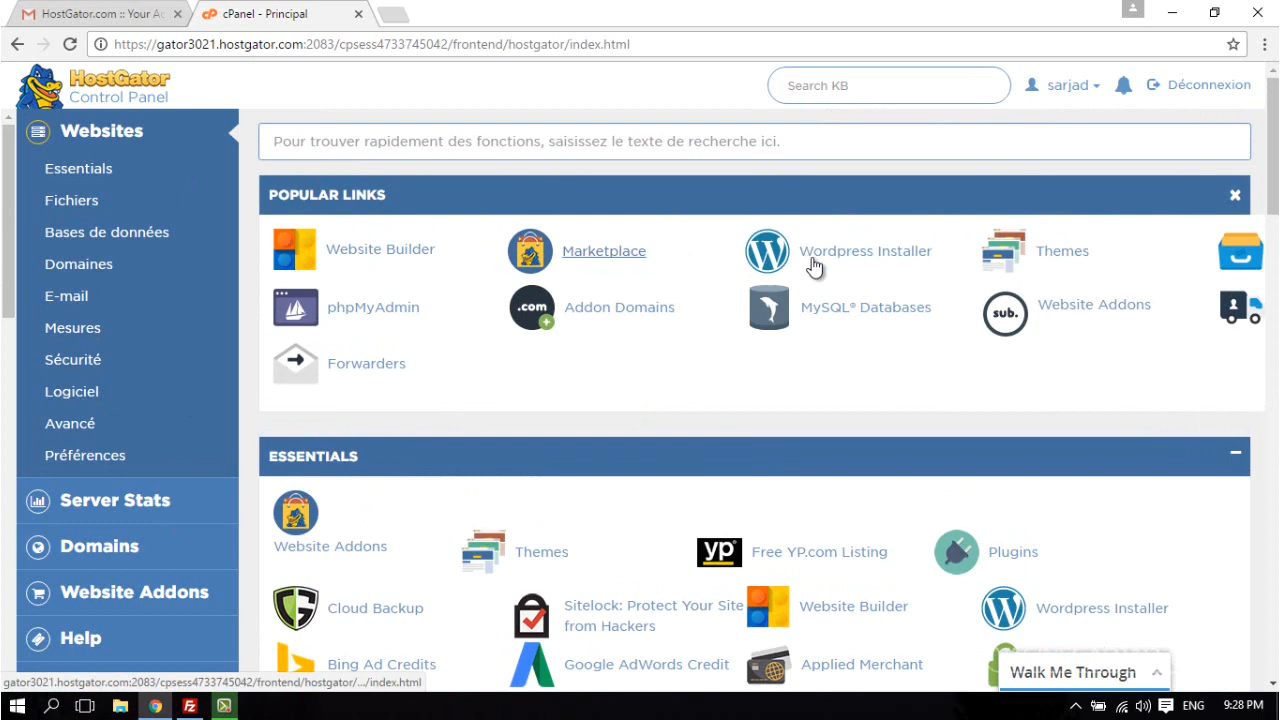 HostGator.com :: Your Ac
cPanel - Principal
https://gator3021.hostgator.com:2083/cpsess4733745042/frontend/hostgator/index.html
HostGator
Control Panel
Search KB
sarjad
Déconnexion
Websites
Essentials
Fichiers
Bases de données
Domaines
E-mail
Mesures
Sécurité
Logiciel
Avancé
Préférences
Server Stats
Domains
Website Addons
Help
Pour trouver rapidement des fonctions, saisissez le texte de recherche ici.
POPULAR LINKS
Website Builder
Marketplace
Wordpress Installer
Themes
phpMyAdmin
.com
Addon Domains
MySQL® Databases
sub.
Website Addons
Forwarders
ESSENTIALS
Website Addons
Themes
yp
Free YP.com Listing
Plugins
Cloud Backup
Sitelock: Protect Your Site
from Hackers
Website Builder
Wordpress Installer
Bing Ad Credits
Google AdWords Credit
Applied Merchant
Walk Me Through
gator3021.hostgator.com:2083/cpsess4733745042/frontend/hostgator/.../index.html
ENG
9:28 PM